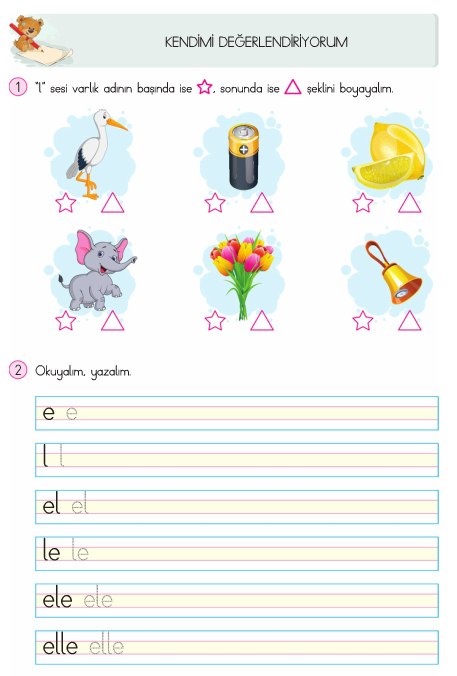 KENDİMİ DEĞERLENDİRİYORUM
1 "l" sesi varlık adının başında ise , sonunda ise şeklini boyayalım.
2 Okuyalım, yazalım.
e e
l l
el el
le le
ele ele
elle elle